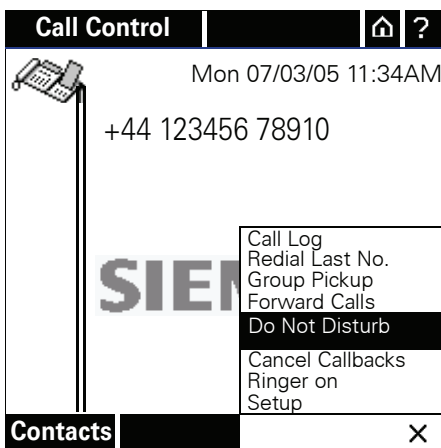 Call Control
?
Mon 07/03/05 11:34AM
+44 123456 78910
SIE
Call Log
Redial Last No.
Group Pickup
Forward Calls
Do Not Disturb
Cancel Callbacks
Ringer on
Setup
Contacts